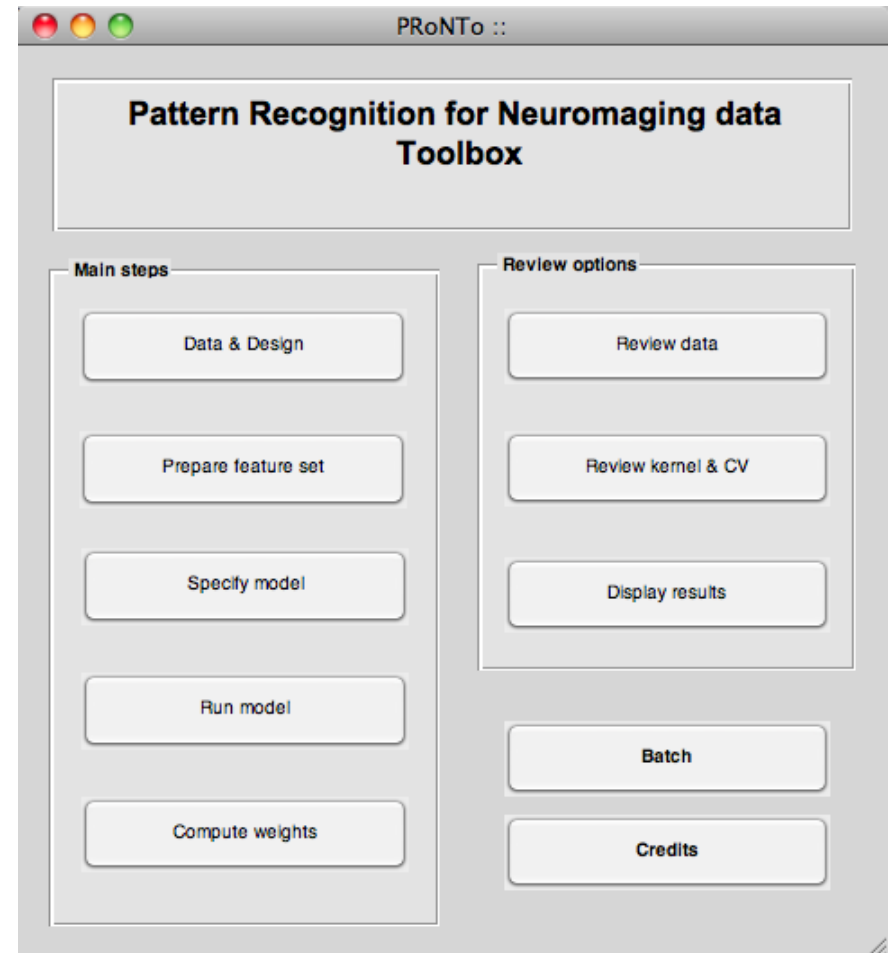 PRoNTo ::
Pattern Recognition for Neuromaging data
Toolbox
Main steps
Data & Design
Prepare feature set
Specify model
Run model
Compute weights
Review options
Review data
Review kernel & CV
Display results
Batch
Credits